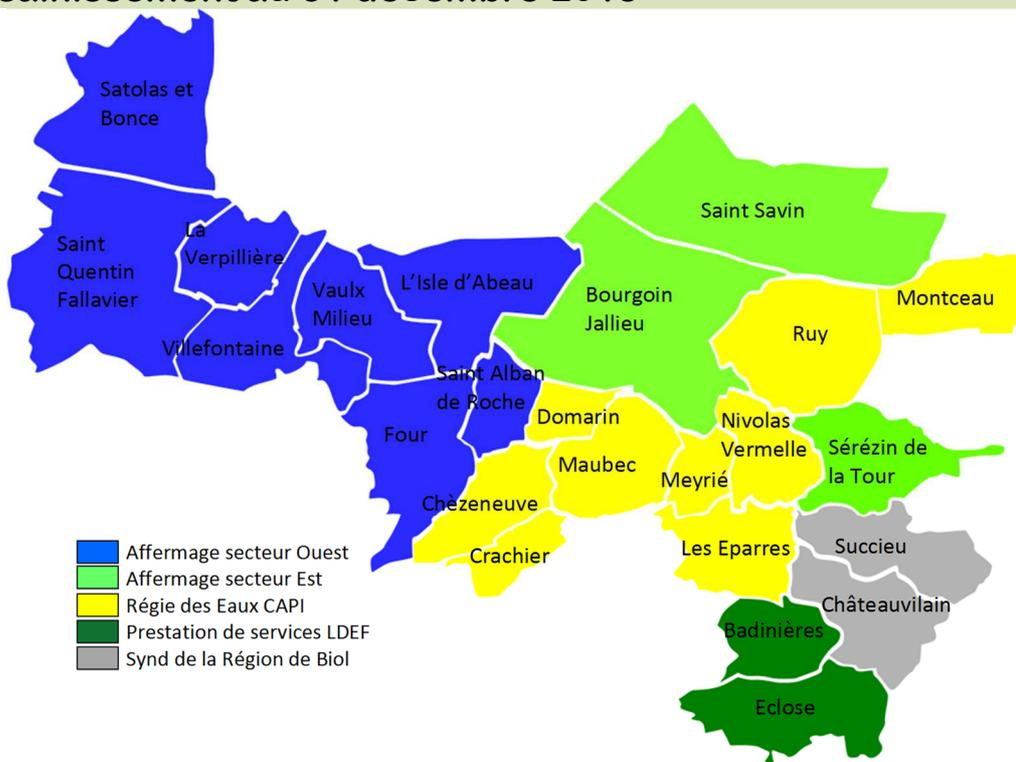 Satolas et
Bonce
Saint Savin
La
Verpillière
Saint
Quentin
Fallavier
L'Isle d'Abeau
Vaulx
Milieu
Bourgoin
Jallieu
Montceau
Ruy
Villefontaine
Saint Alban
de Roche
Four
Domarin
Nivolas
Vermelle
Maubec
Meyrié
Sérézin de
la Tour
Chèzeneuve
Crachier
Les Eparres
Succieu
Châteauvilain
Badinières
Eclose
Affermage secteur Ouest
Affermage secteur Est
Régie des Eaux CAPI
Prestation de services LDEF
Synd de la Région de Biol